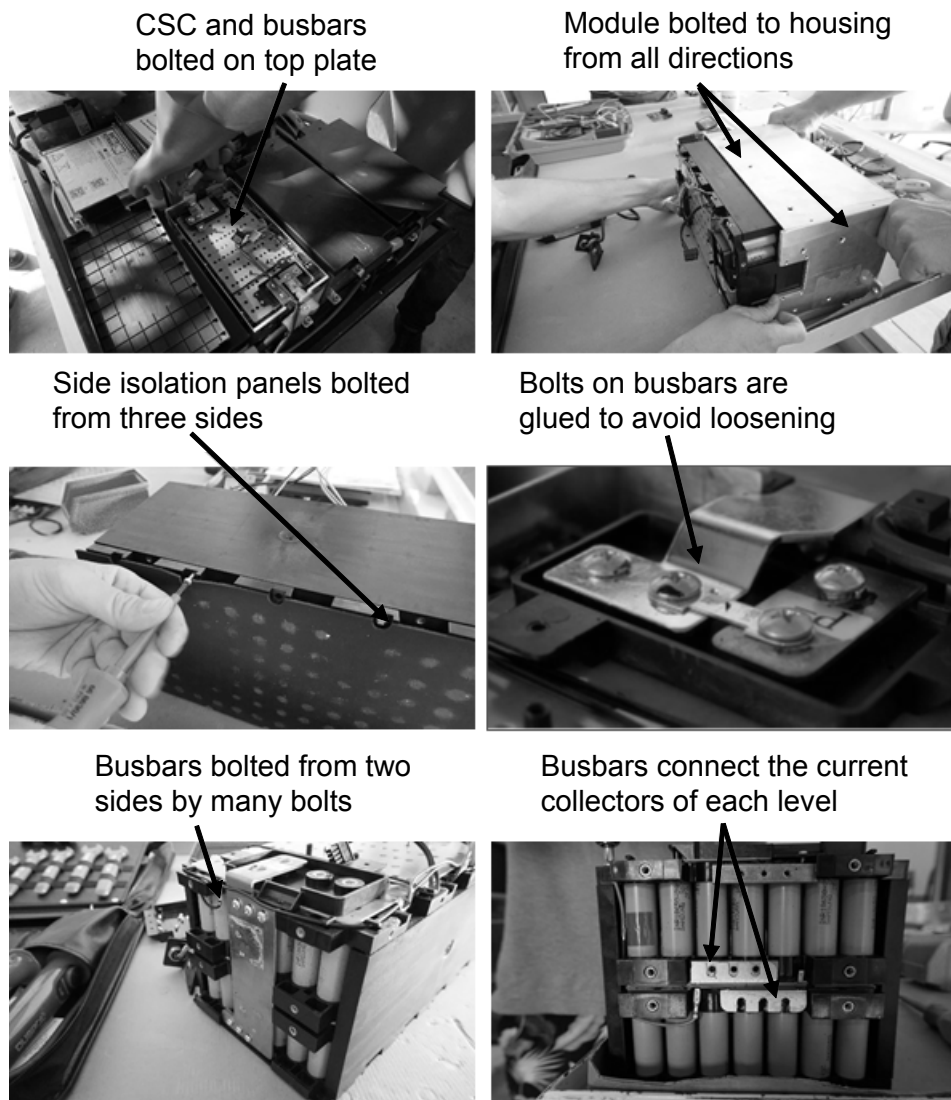 CSC and busbars
bolted on top plate
Module bolted to housing
from all directions
Side isolation panels bolted
from three sides
Bolts on busbars are
glued to avoid loosening
Busbars bolted from two
sides by many bolts
Busbars connect the current
collectors of each level